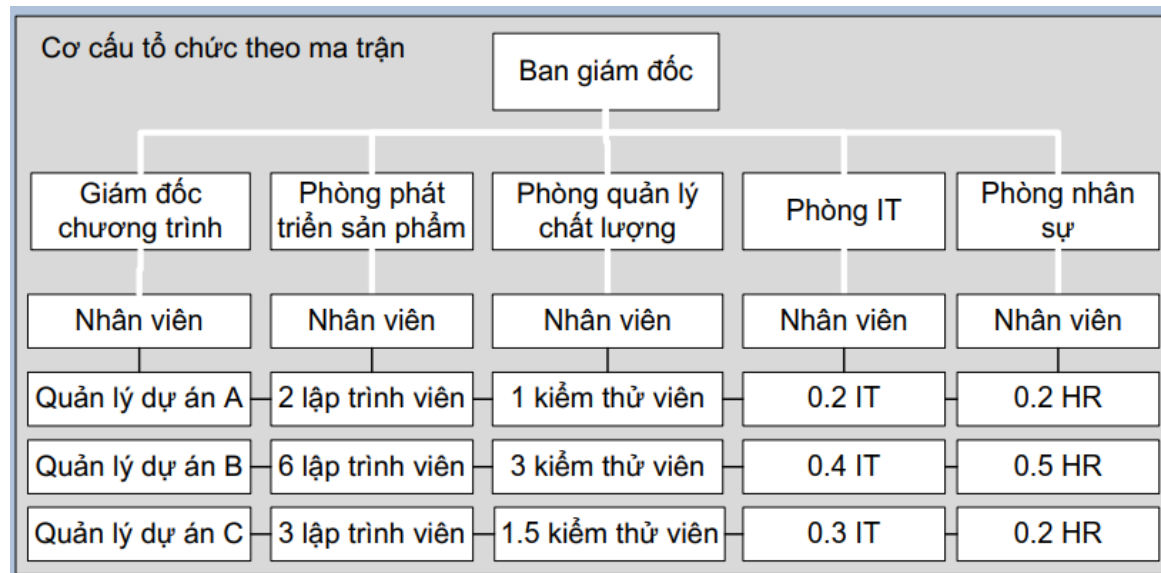 Cơ cấu tổ chức theo ma trận
Ban giám đốc
Giám đốc
chương trình
Phòng phát
triển sản phẩm
Phòng quản lý
chất lượng
Phòng IT
Phòng nhân
sự
Nhân viên
Nhân viên
Nhân viên
Nhân viên
Nhân viên
Quản lý dự án A
2 lập trình viên
1 kiểm thử viên
0.2 IT
0.2 HR
Quản lý dự án B
6 lập trình viên
3 kiểm thử viên
0.4 IT
0.5 HR
Quản lý dự án C
3 lập trình viên
1.5 kiểm thử viên
0.3 IT
0.2 HR